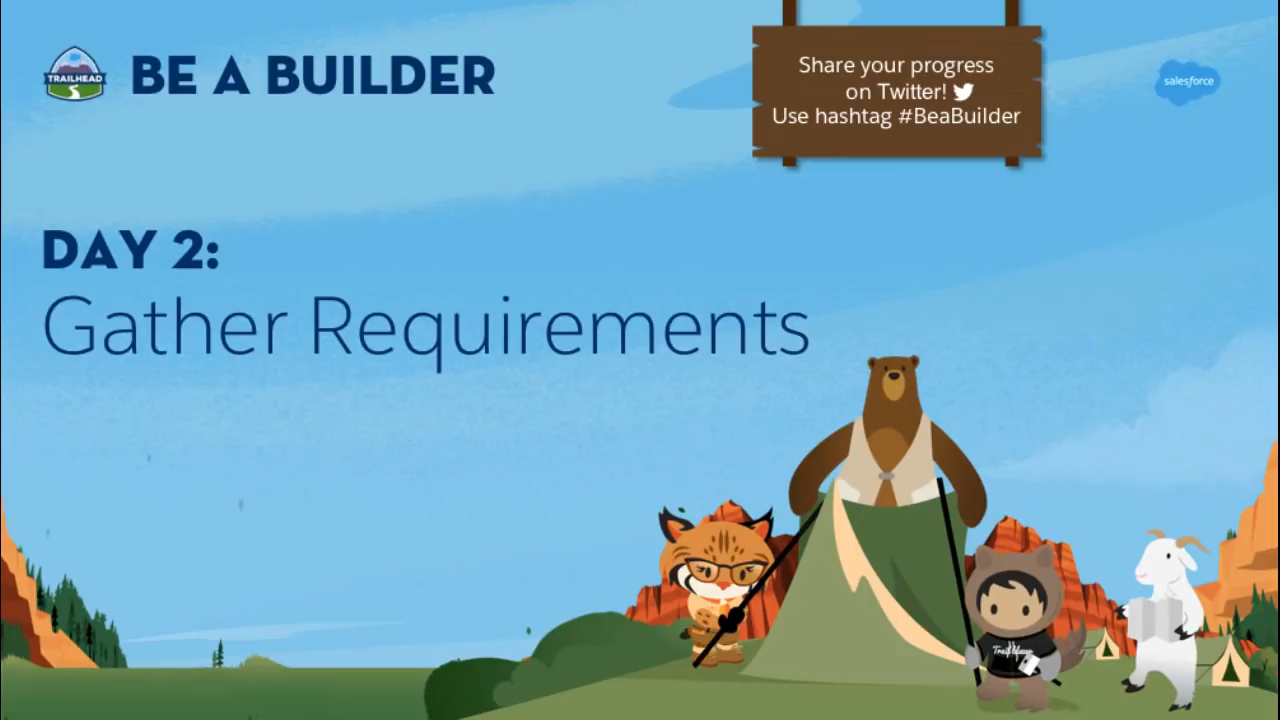 TRAILHEAD
BE A BUILDER
Share your progress
on Twitter!
Use hashtag #BeaBuilder
salesforce
DAY 2:
Gather Requirements